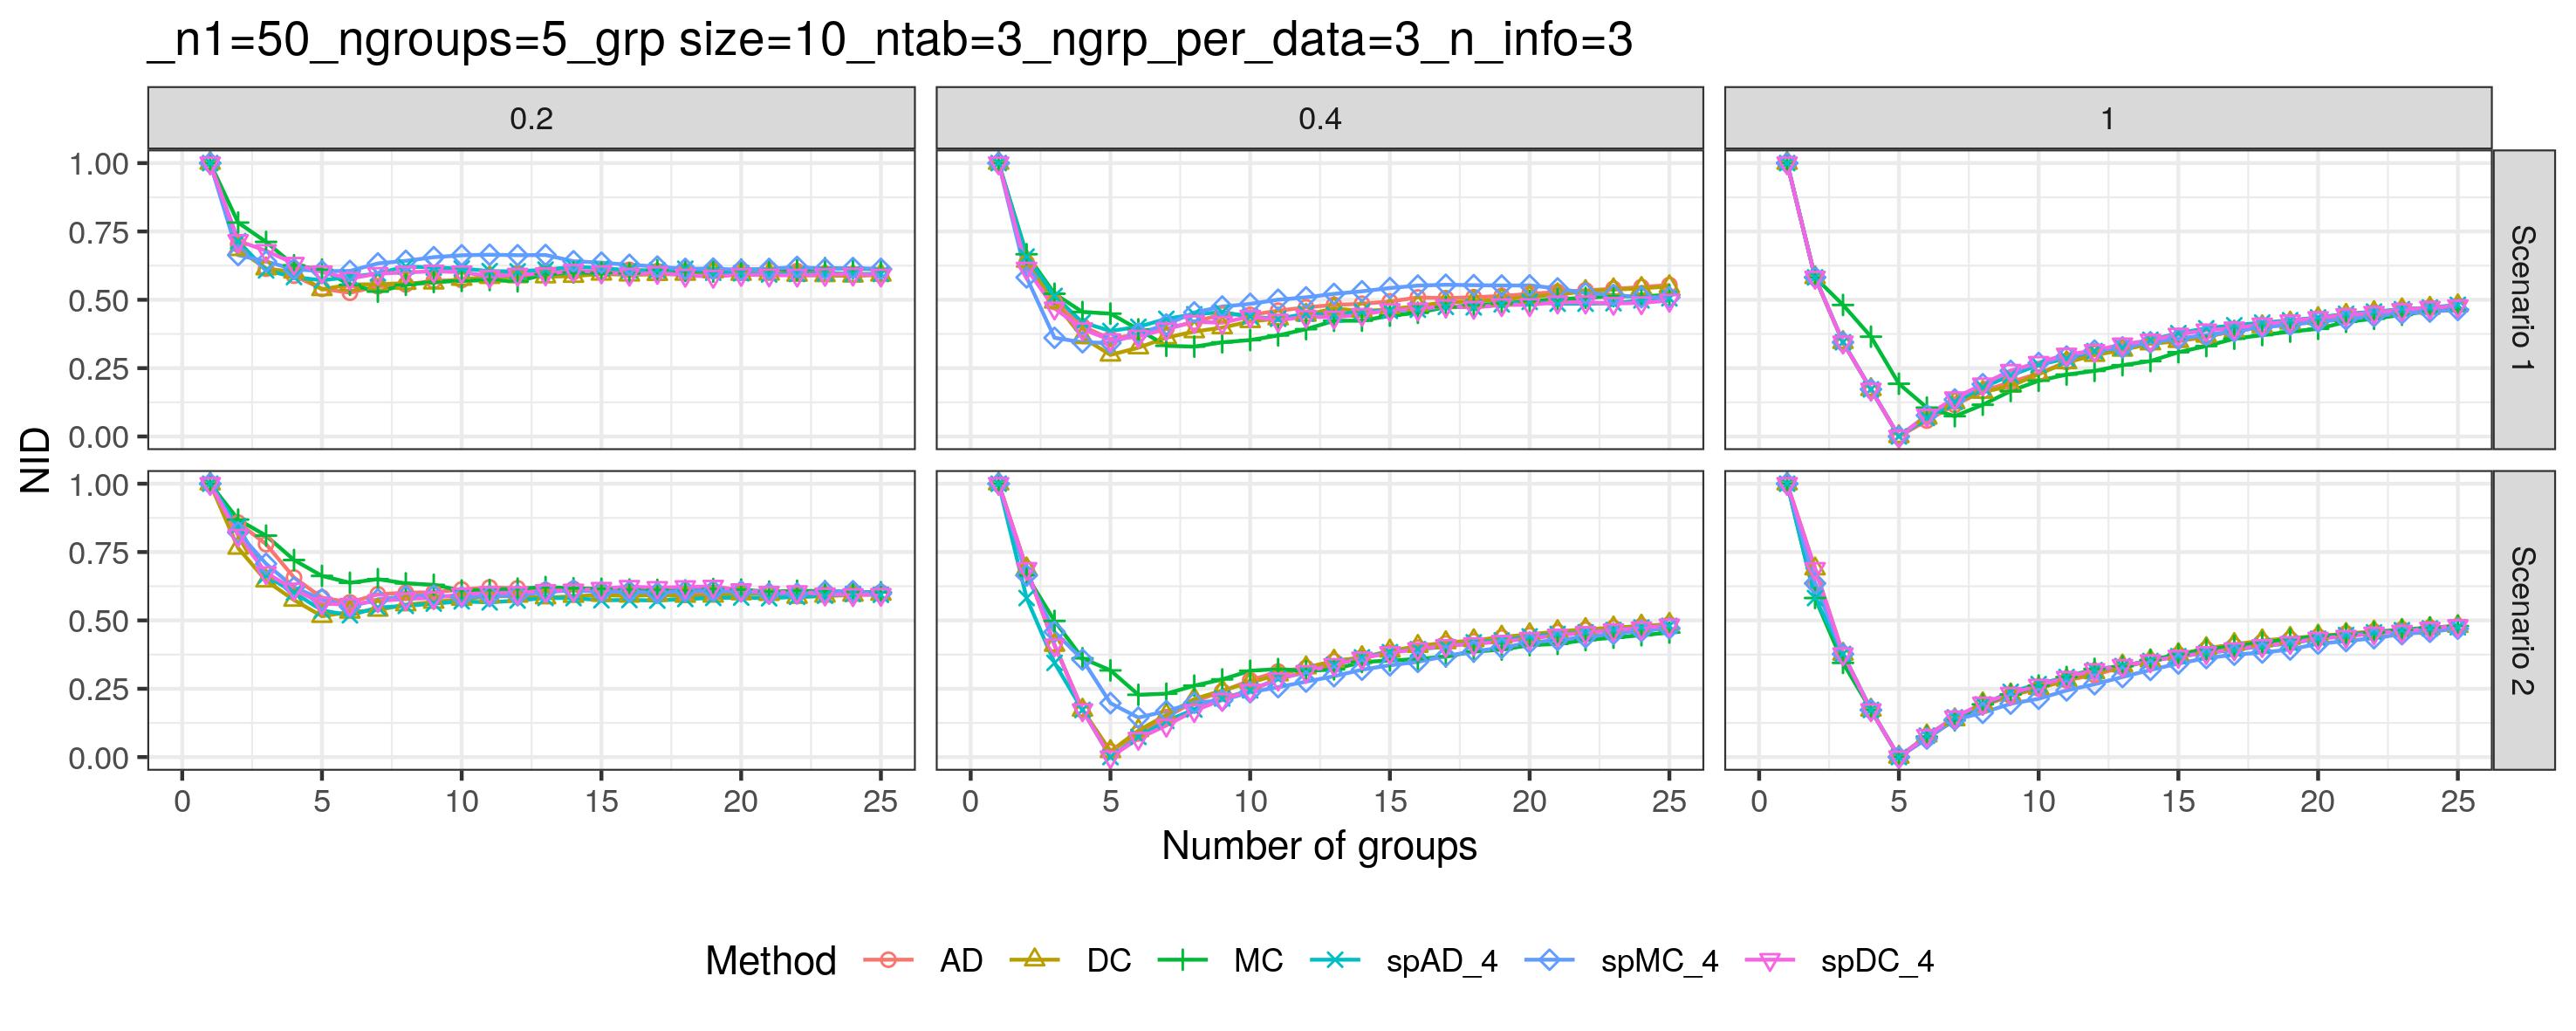 _n1=50_ngroups=5_grp size=10_ntab=3_ngrp_per_data=3_n_info=3
0.2 0.4 1
1.00
0.75
0.50
0.25
0.00
Scenario 1
NID
1.00
0.75
0.50
0.25
0.00
Scenario 2
0 5 10 15 20 25 0 5 10 15 20 25 0 5 10 15 20 25
Number of groups
Method AD DC MC spAD_4 spMC_4 spDC_4